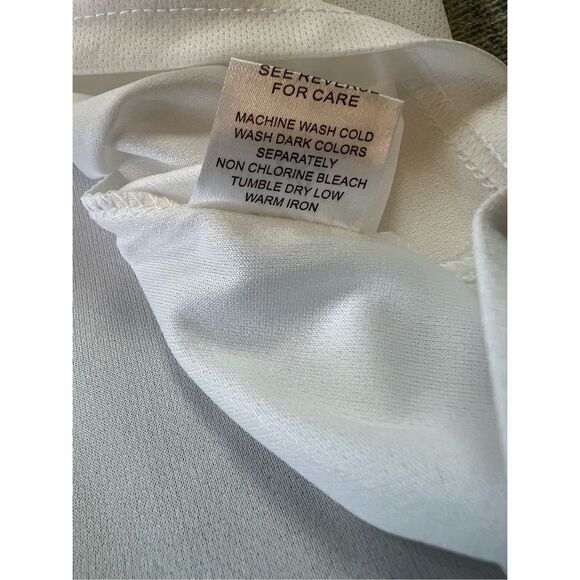 SEE REVERSE
FOR CARE
MACHINE WASH COLD
WASH DARK COLORS
SEPARATELY
NON CHLORINE BLEACH
TUMBLE DRY LOW
WARM IRON